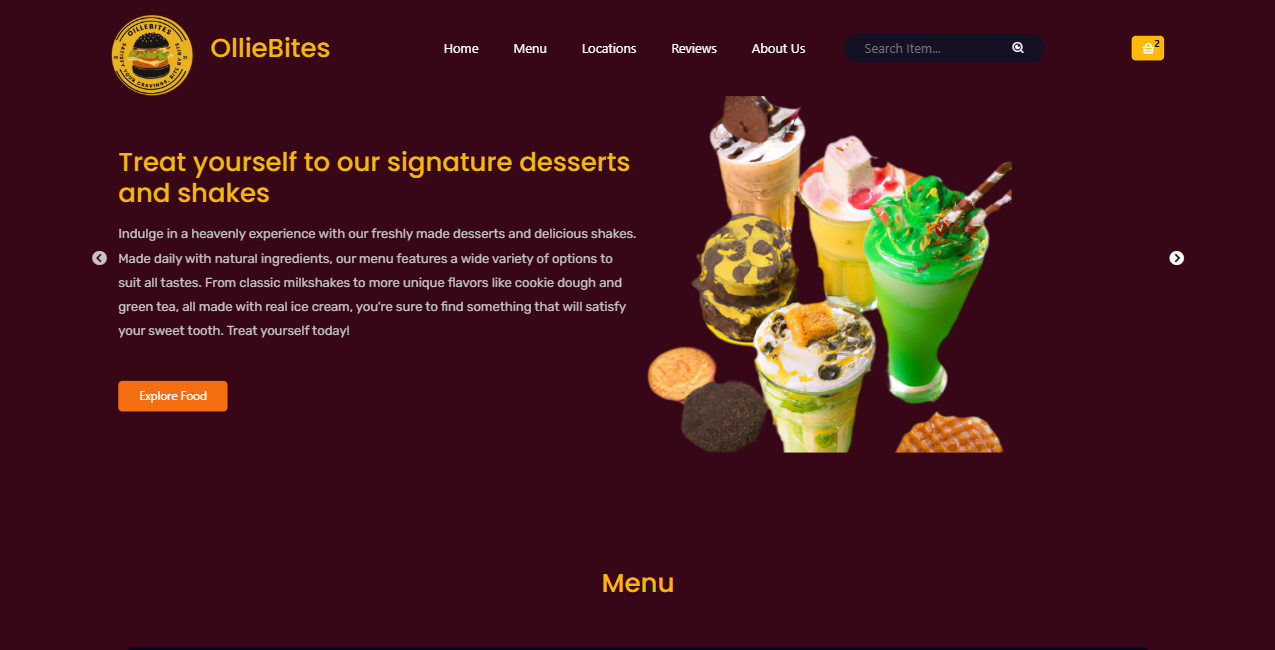 OILLEBITES
SATISFY YOUR CRAVINGS, BITE BY BITE
OllieBites
Home
Menu
Locations
Reviews
About Us
Search Item...
2
Treat yourself to our signature desserts
and shakes
Indulge in a heavenly experience with our freshly made desserts and delicious shakes.
Made daily with natural ingredients, our menu features a wide variety of options to
suit all tastes. From classic milkshakes to more unique flavors like cookie dough and
green tea, all made with real ice cream, you're sure to find something that will satisfy
your sweet tooth. Treat yourself today!
Explore Food
Menu